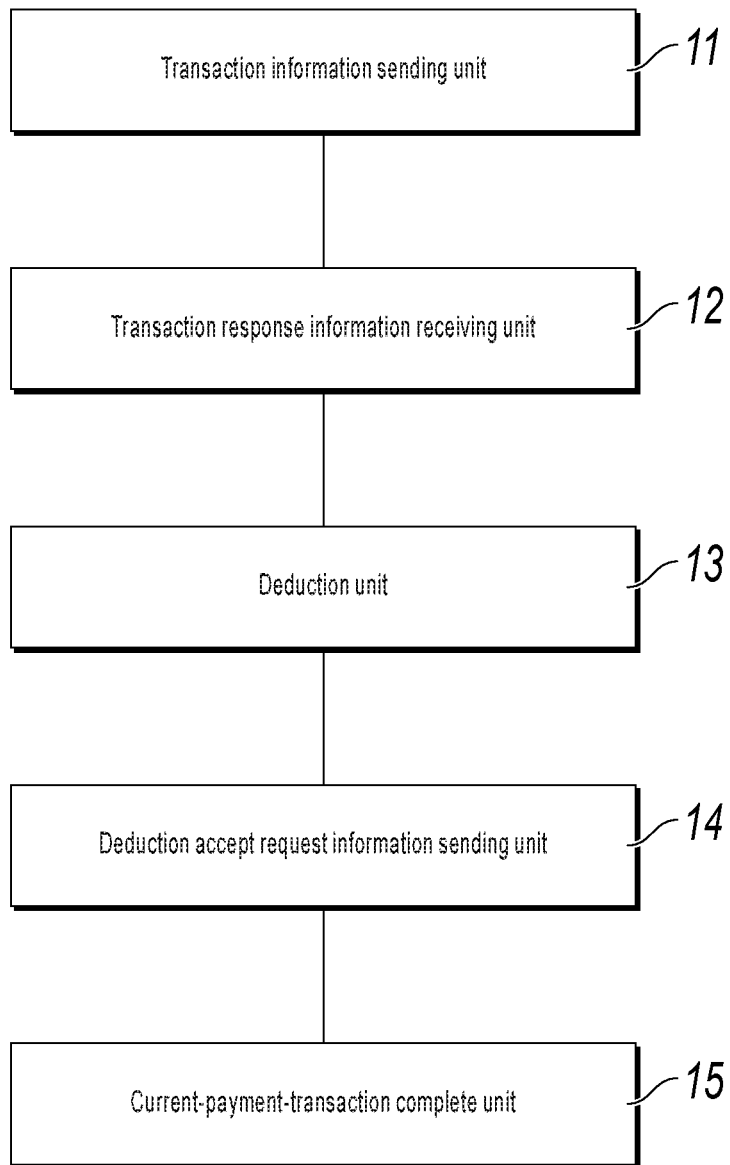 Transaction information sending unit
11
Transaction response information receiving unit
12
Deduction unit
13
Deduction accept request information sending unit
14
Current-payment-transaction complete unit
15